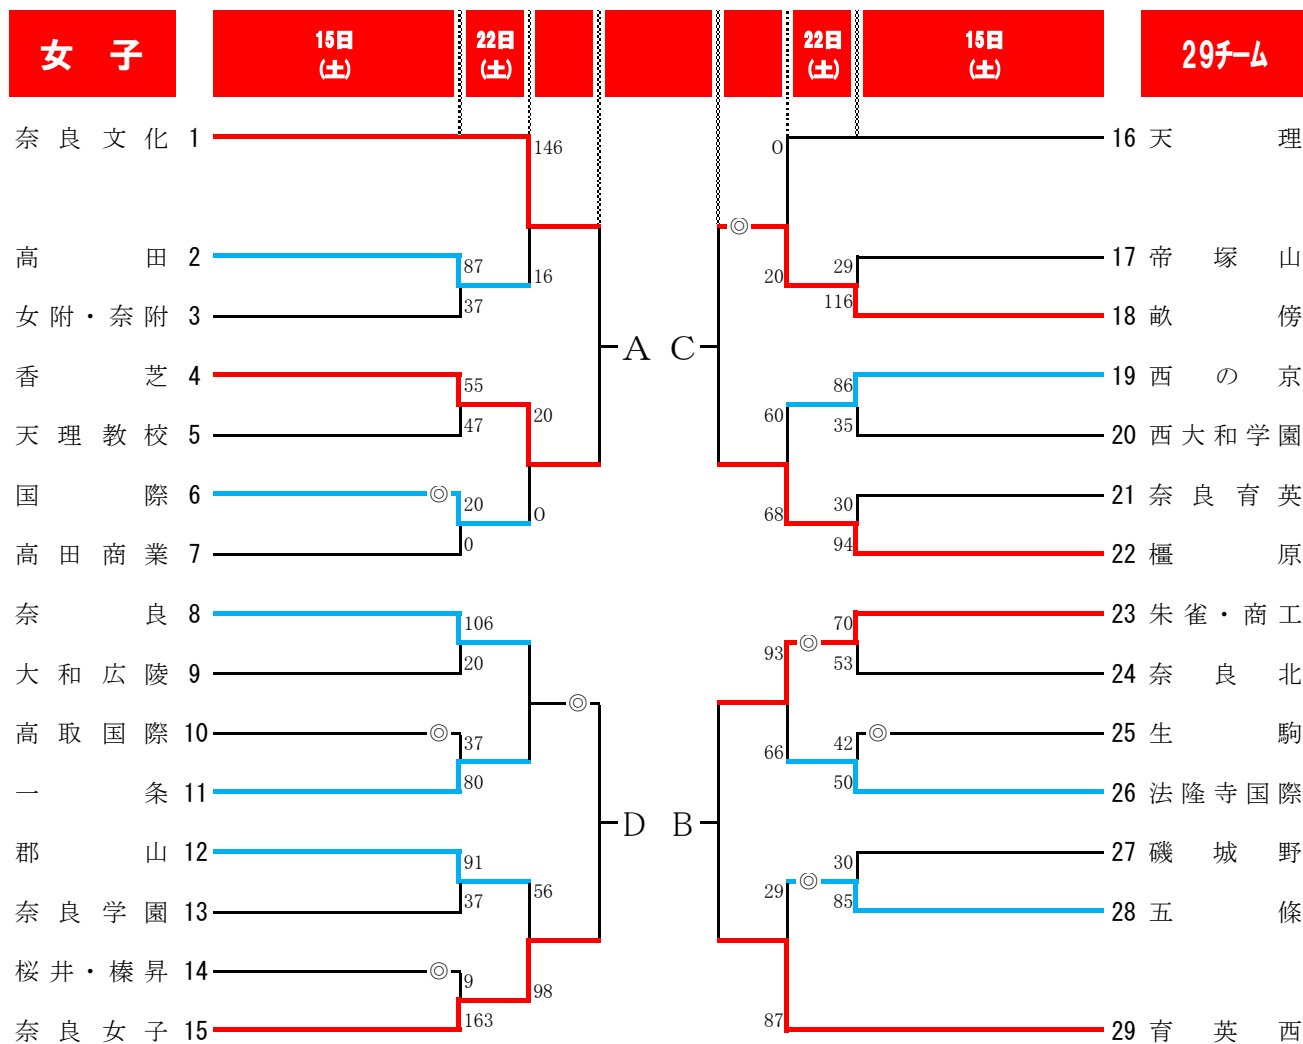 女 子 15日 22日 22日 15日 29チーム
(土) (土) (土) (土)
奈良文化 1 146 0 16 天理
◎
高田 2 87 16 20 29 17 帝塚山
女附・奈附 3 37 116 18 畝傍
A C
香芝 4 55 20 60 86 19 西の京
天理教校 5 47 35 20 西大和学園
国際 6 ◎ 20 0 68 30 21 奈良育英
高田商業 7 0 94 22 橿原
奈良 8 106 93 70 23 朱雀・商工
◎
大和広陵 9 20 53 24 奈良北
◎
高取国際 10 ◎ 37 66 42 ◎ 25 生駒
一条 11 80 50 26 法隆寺国際
D B
郡山 12 91 56 29 30 27 磯城野
◎
奈良学園 13 37 85 28 五條
桜井・榛昇 14 ◎ 9 98
奈良女子 15 163 87 29 育英西